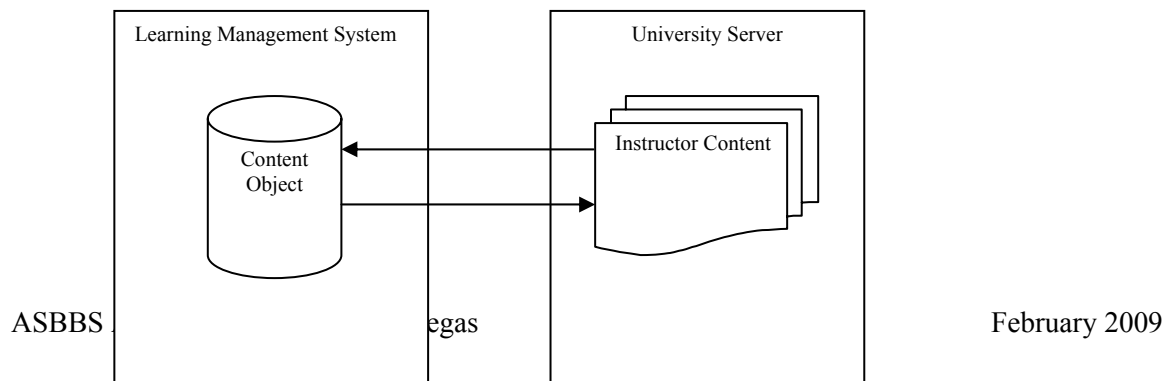 Learning Management System
University Server
Content
Object
Instructor Content
ASBBS
egas
February 2009